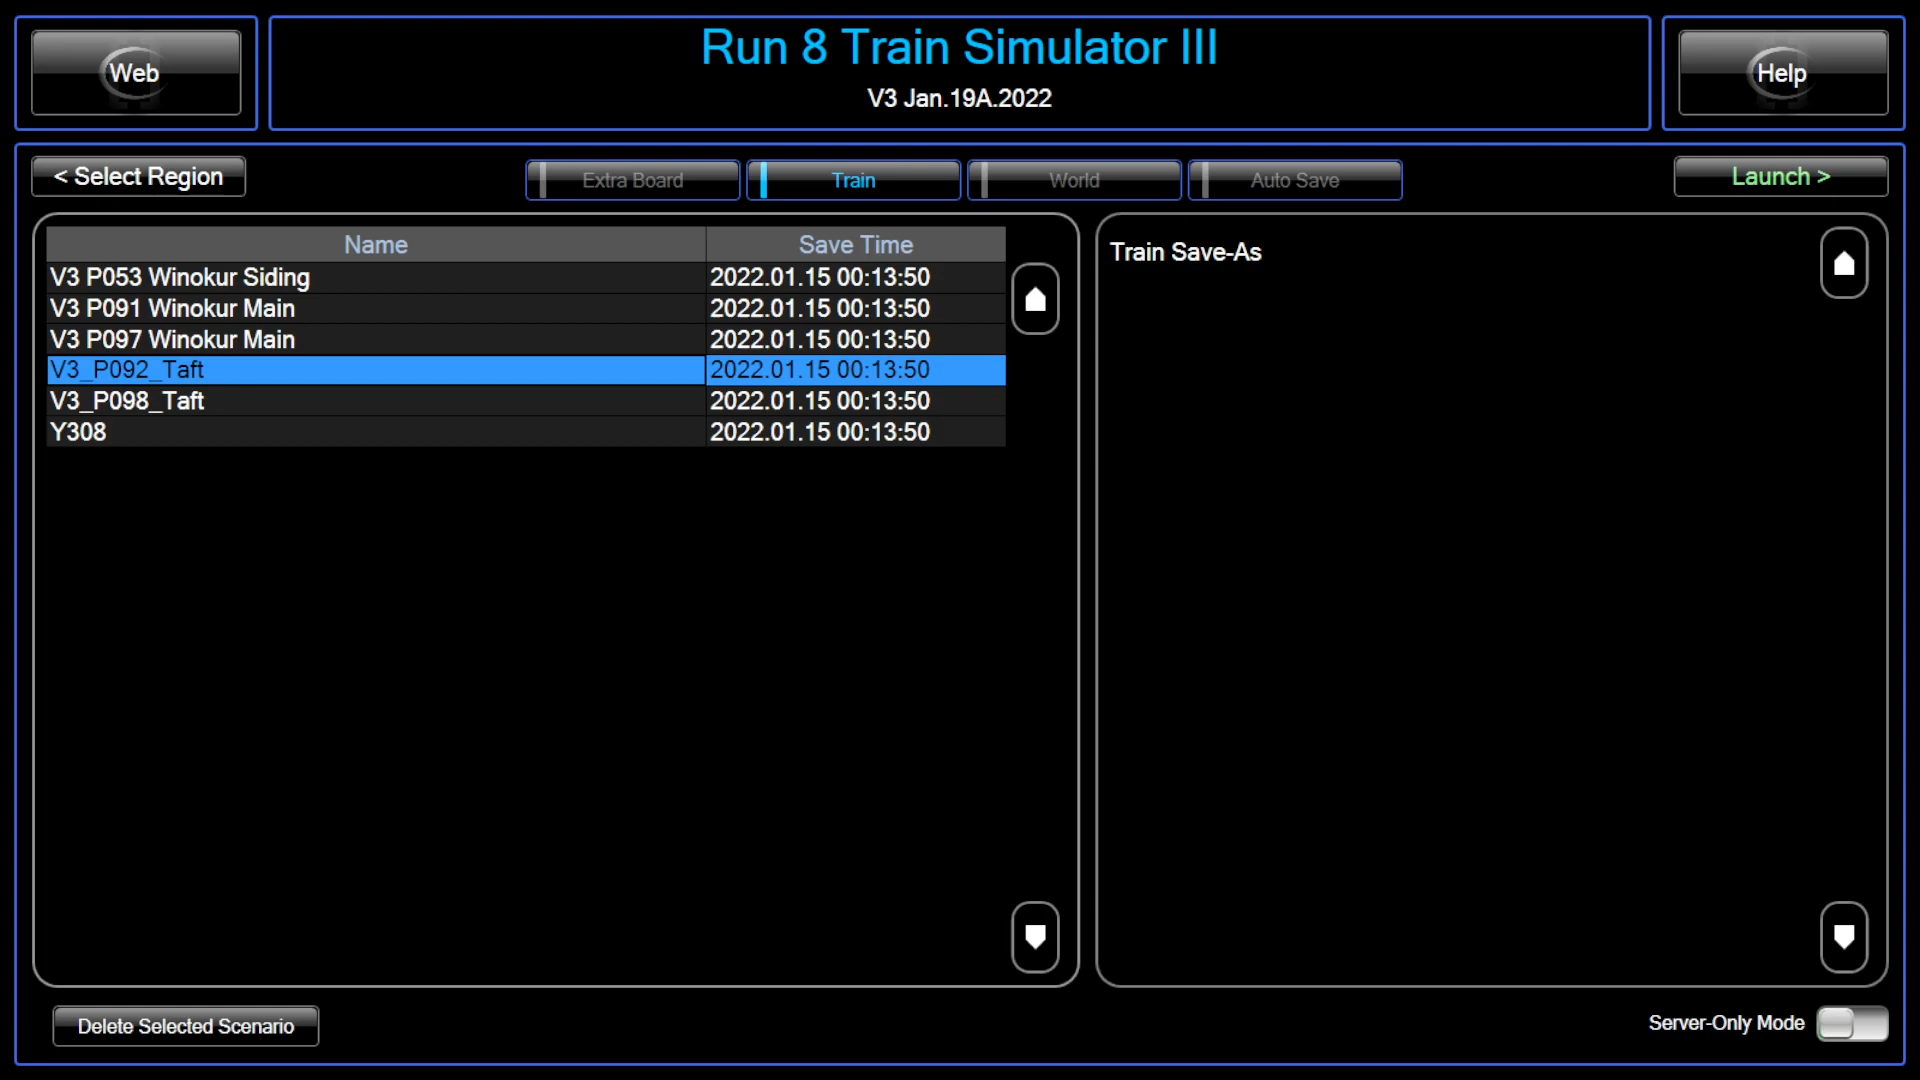 Web
Run 8 Train Simulator III
V3 Jan.19A.2022
Help
< Select Region
Extra Board
Train
World
Auto Save
Launch >
Name Save Time
V3 P053 Winokur Siding 2022.01.15 00:13:50
V3 P091 Winokur Main 2022.01.15 00:13:50
V3 P097 Winokur Main 2022.01.15 00:13:50
V3_P092_Taft 2022.01.15 00:13:50
V3_P098_Taft 2022.01.15 00:13:50
Y308 2022.01.15 00:13:50
Train Save-As
Delete Selected Scenario
Server-Only Mode